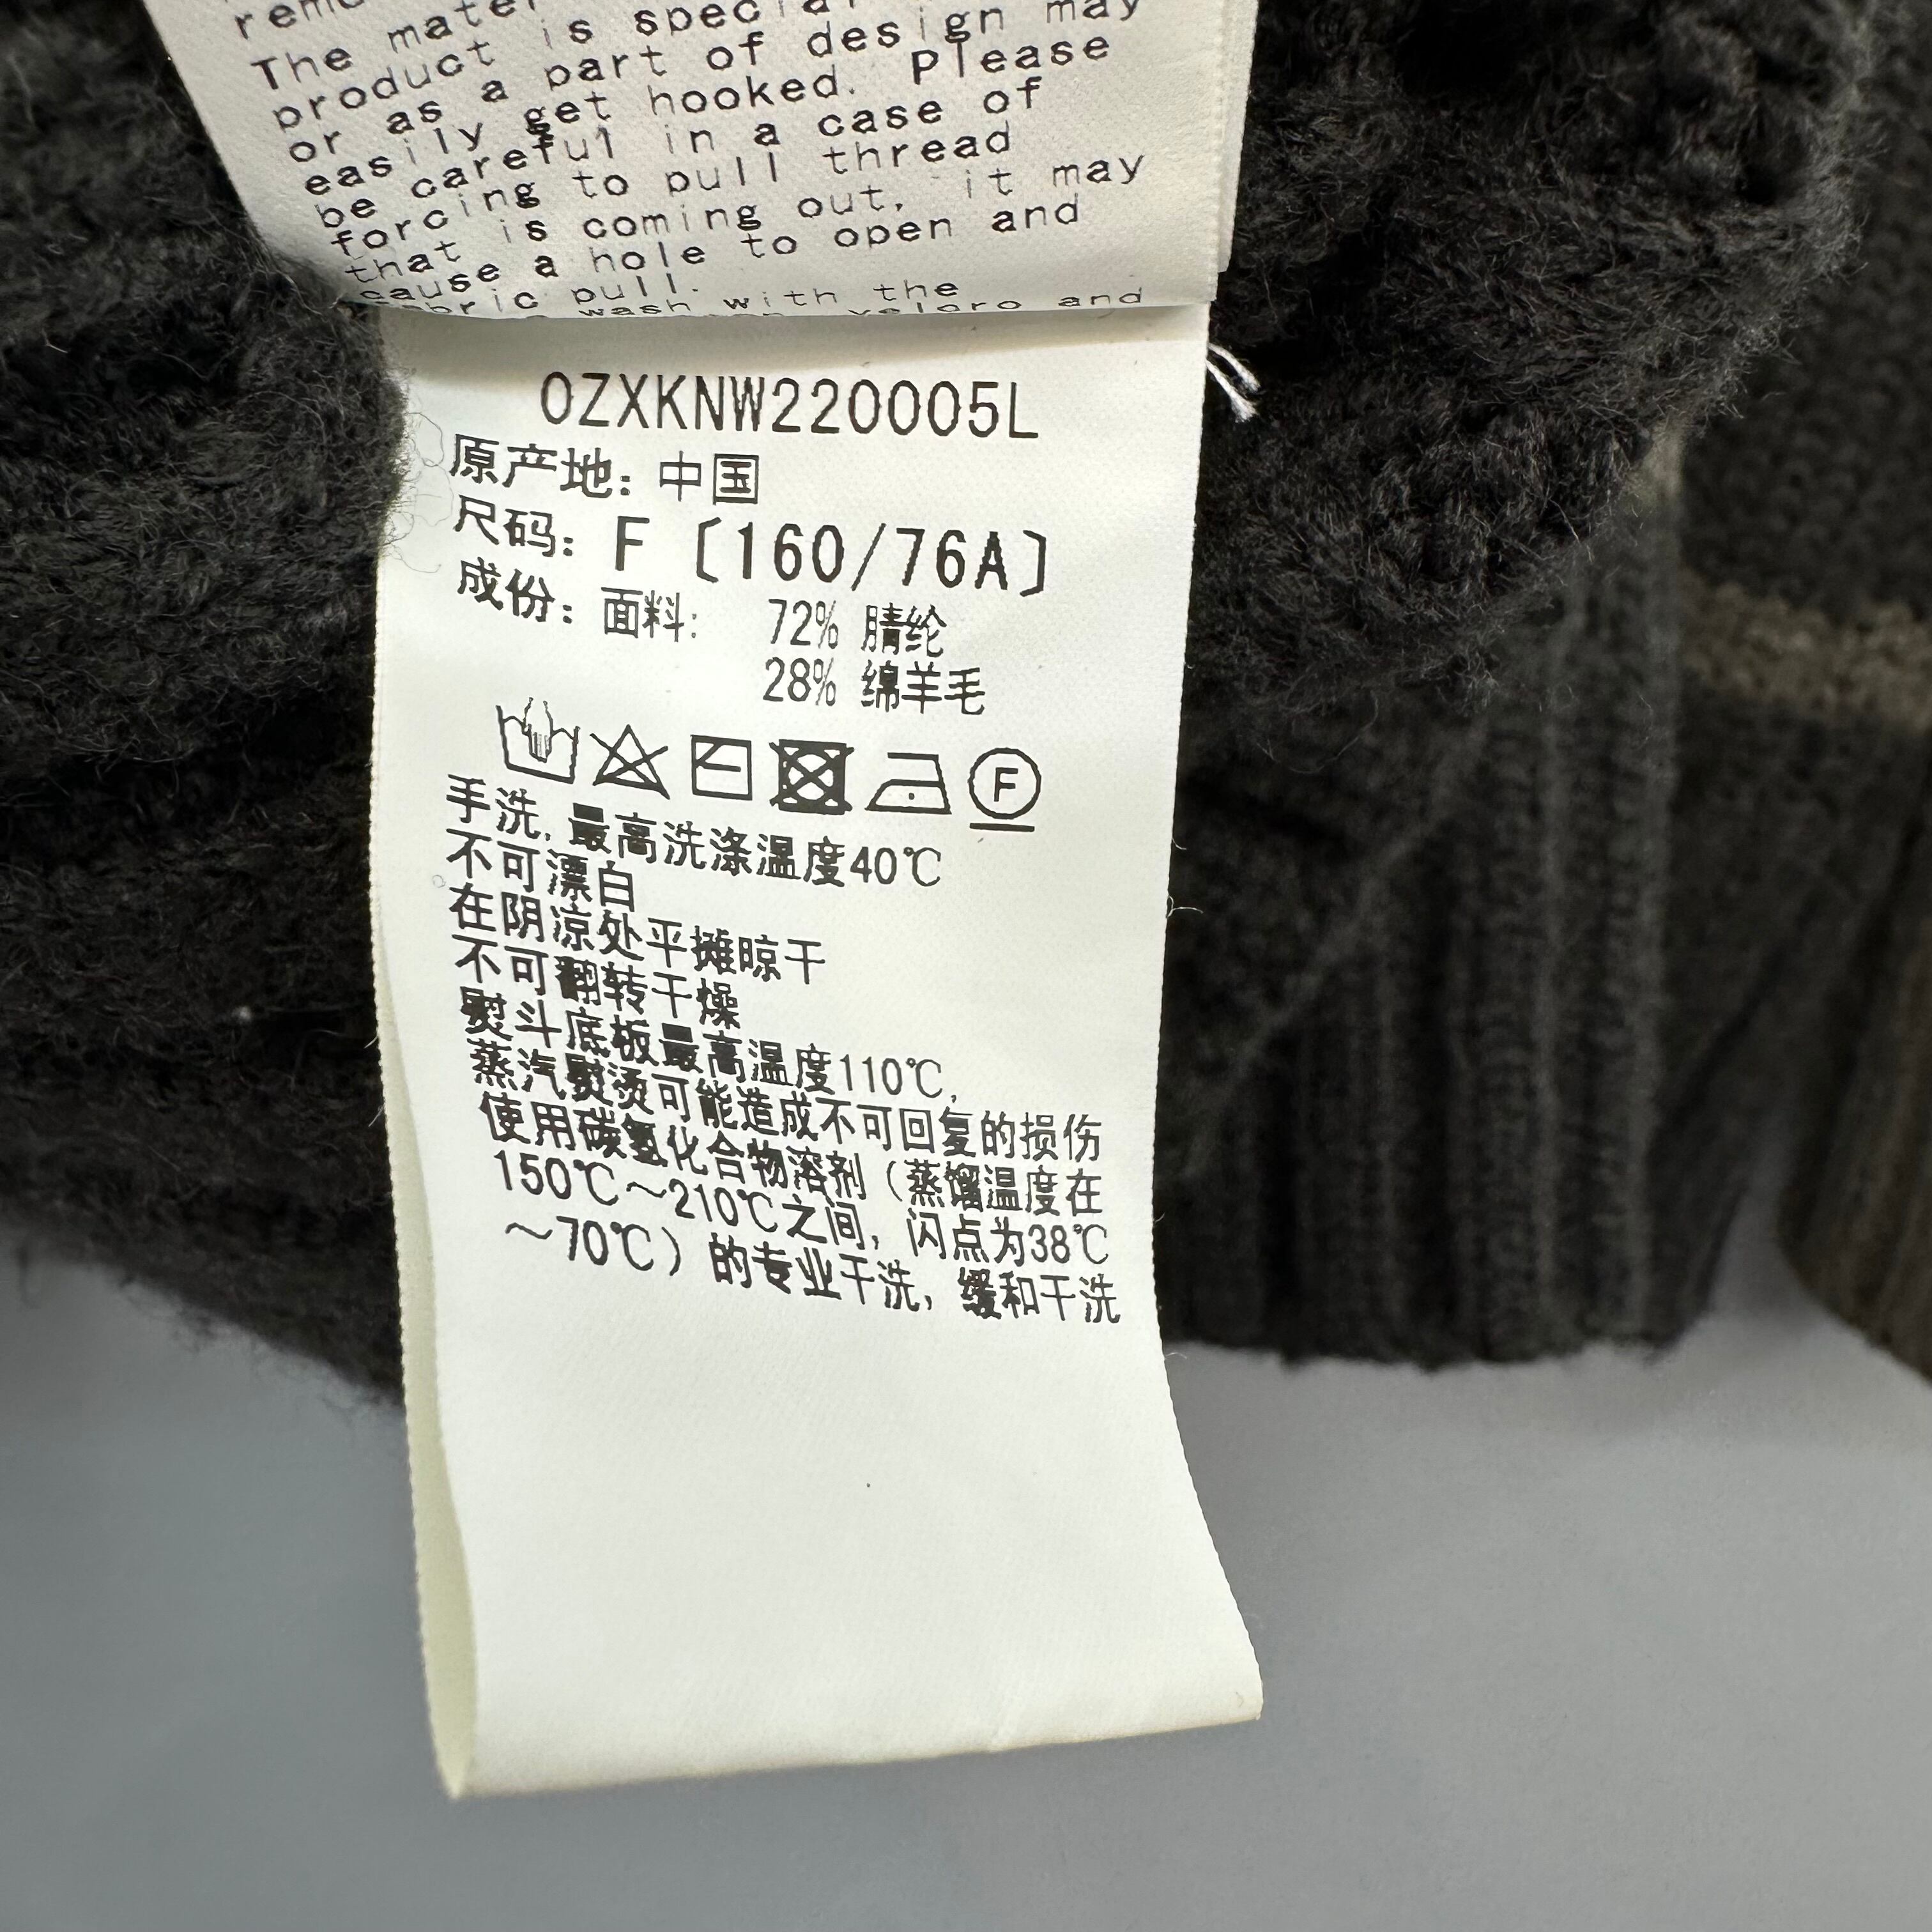 The mate
product is specia
or as a part of design may
easily get hooked. Please
be careful in a case of
forcing to pull thread
that is coming out, it may
cause a hole to open and
pull.
wash with the
and
0ZXKNW220005L
原产地：中国
尺码：F〔160/76A〕
成份：面料： 72% 腈纶
28% 绵羊毛
F
手洗，最高洗涤温度40℃
不可漂白
在阴凉处平摊晾干
不可翻转干燥
熨斗底板最高温度110℃，
蒸汽熨烫可能造成不可回复的损伤
使用碳氢化合物溶剂（蒸馏温度在
150℃～210℃之间，闪点为38℃
～70℃）的专业干洗，缓和干洗